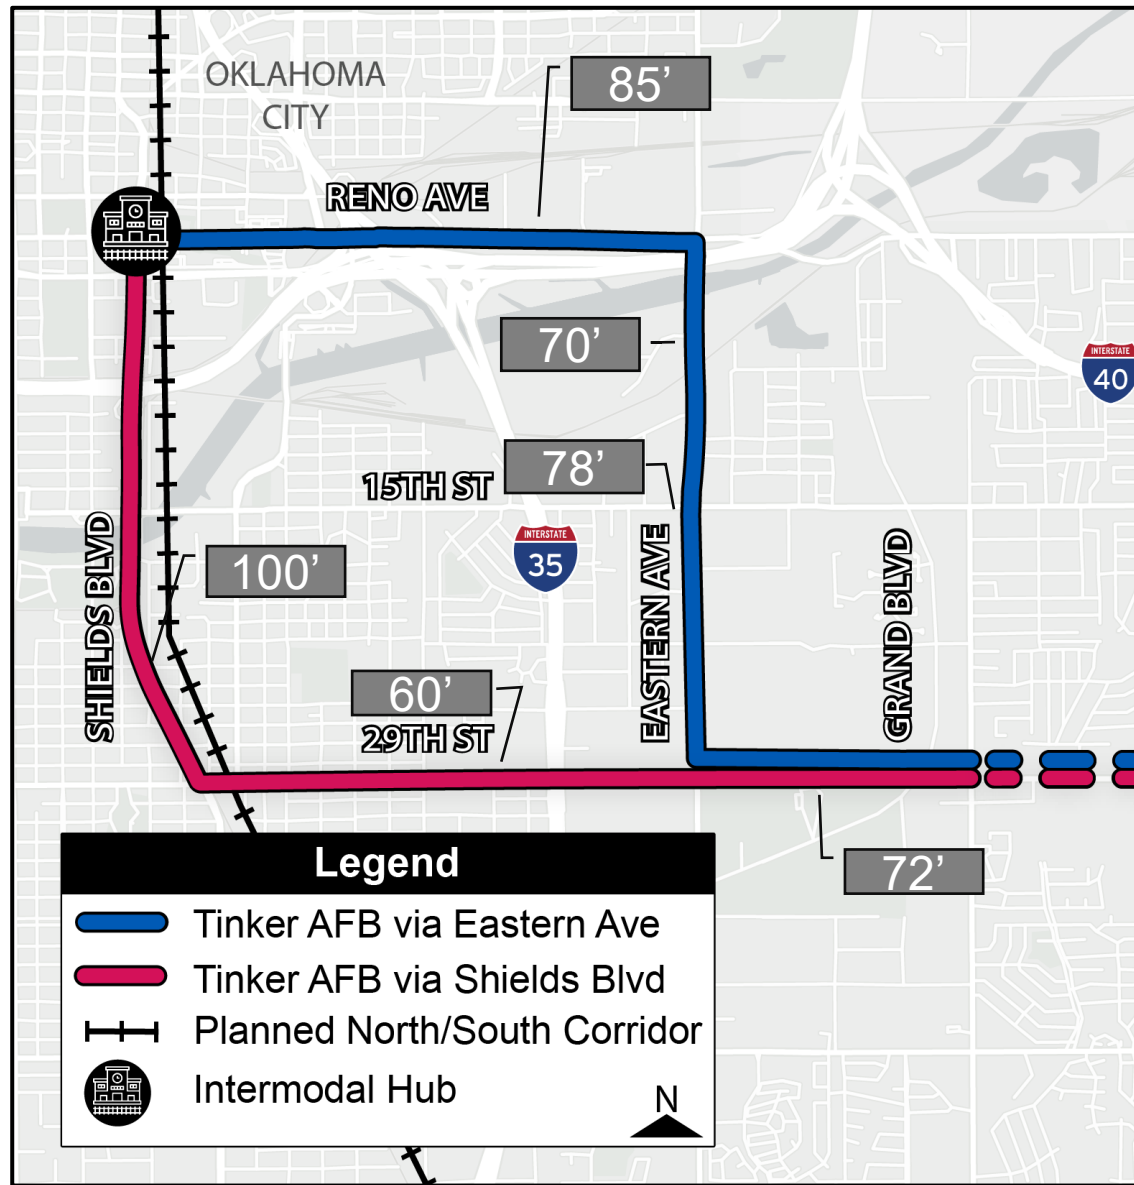 OKLAHOMA
CITY
85’
RENO AVE
70’
INTERSTATE
40
78’
15TH ST
INTERSTATE
35
100’
SHIELDS BLVD
EASTERN AVE
GRAND BLVD
60’
29TH ST
72’
Legend
Tinker AFB via Eastern Ave
Tinker AFB via Shields Blvd
Planned North/South Corridor
Intermodal Hub
N